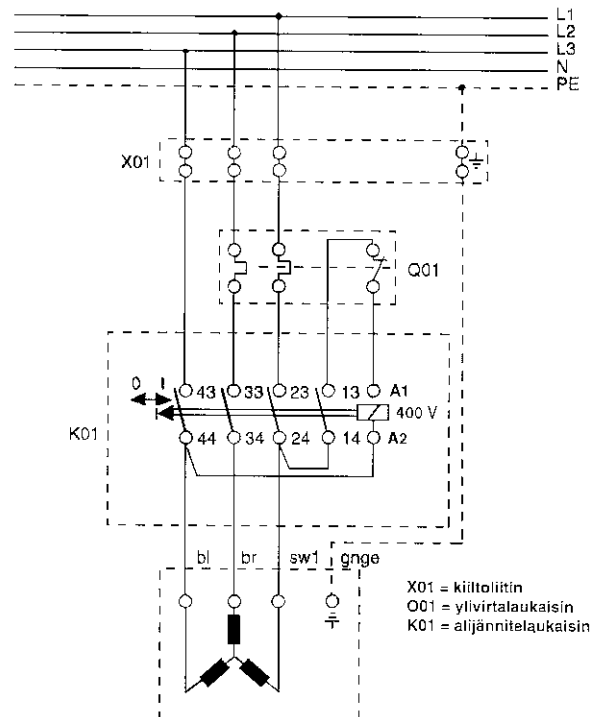 L1
L2
L3
N
PE
X01
Q01
0 I
43 33 23 13 A1
400 V
K01
44 34 24 14 A2
bl br sw1 gnge
X01 = kiiltoliitin
O01 = ylivirtalaukaisin
K01 = alijännitelaukaisin